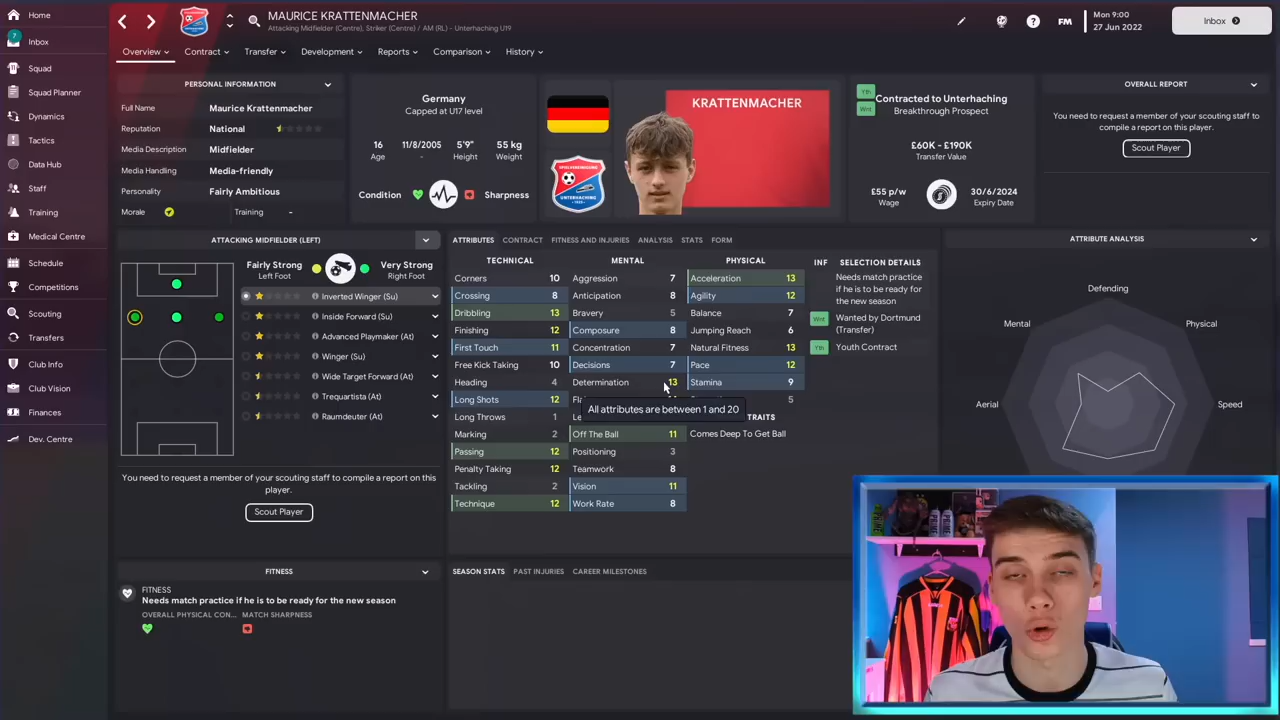 Home
Inbox
Squad
Squad Planner
Dynamics
Tactics
Data Hub
Staff
Training
Medical Centre
Schedule
Competitions
Scouting
Transfers
Club Info
Club Vision
Finances
Dev. Centre
MAURICE KRATTENMACHER
Attacking Midfielder (Centre), Striker (Centre) / AM (RL) - Unterhaching U19
FM
Mon 9:00
27 Jun 2022
Inbox
Overview
Contract
Transfer
Development
Reports
Comparison
History
PERSONAL INFORMATION
Full Name Maurice Krattenmacher
Reputation National
Media Description Midfielder
Media Handling Media-friendly
Personality Fairly Ambitious
Morale Training -
Germany
Capped at U17 level
16 11/8/2005 5'9" 55 kg
Age - Height Weight
Condition Sharpness
SPIELVEREINIGUNG
UNTERHACHING
KRATTENMACHER
Yth
Wnt
Contracted to Unterhaching
Breakthrough Prospect
£60K - £190K
Transfer Value
£55 p/w 30/6/2024
Wage Expiry Date
OVERALL REPORT
You need to request a member of your scouting staff to
compile a report on this player.
Scout Player
ATTACKING MIDFIELDER (LEFT)
Fairly Strong Very Strong
Left Foot Right Foot
Inverted Winger (Su)
Inside Forward (Su)
Advanced Playmaker (At)
Winger (Su)
Wide Target Forward (At)
Trequartista (At)
Raumdeuter (At)
You need to request a member of your scouting staff to compile a report on this
player.
Scout Player
ATTRIBUTES CONTRACT FITNESS AND INJURIES ANALYSIS STATS FORM
TECHNICAL
Corners 10
Crossing 8
Dribbling 13
Finishing 12
First Touch 11
Free Kick Taking 10
Heading 4
Long Shots 12
Long Throws 1
Marking 2
Passing 12
Penalty Taking 12
Tackling 2
Technique 12
MENTAL
Aggression 7
Anticipation 8
Bravery 5
Composure 8
Concentration 7
Decisions 7
Determination 13
All attributes are between 1 and 20
Off The Ball 11
Positioning 3
Teamwork 8
Vision 11
Work Rate 8
PHYSICAL
Acceleration 13
Agility 12
Balance 7
Jumping Reach 6
Natural Fitness 13
Pace 12
Stamina 9
5
Comes Deep To Get Ball
INF SELECTION DETAILS
Needs match practice
if he is to be ready for
the new season
Wnt Wanted by Dortmund
(Transfer)
Yth Youth Contract
ATTRIBUTE ANALYSIS
Defending
Physical
Speed
Aerial
Mental
FITNESS
FITNESS
Needs match practice if he is to be ready for the new season
OVERALL PHYSICAL CON... MATCH SHARPNESS
SEASON STATS PAST INJURIES CAREER MILESTONES